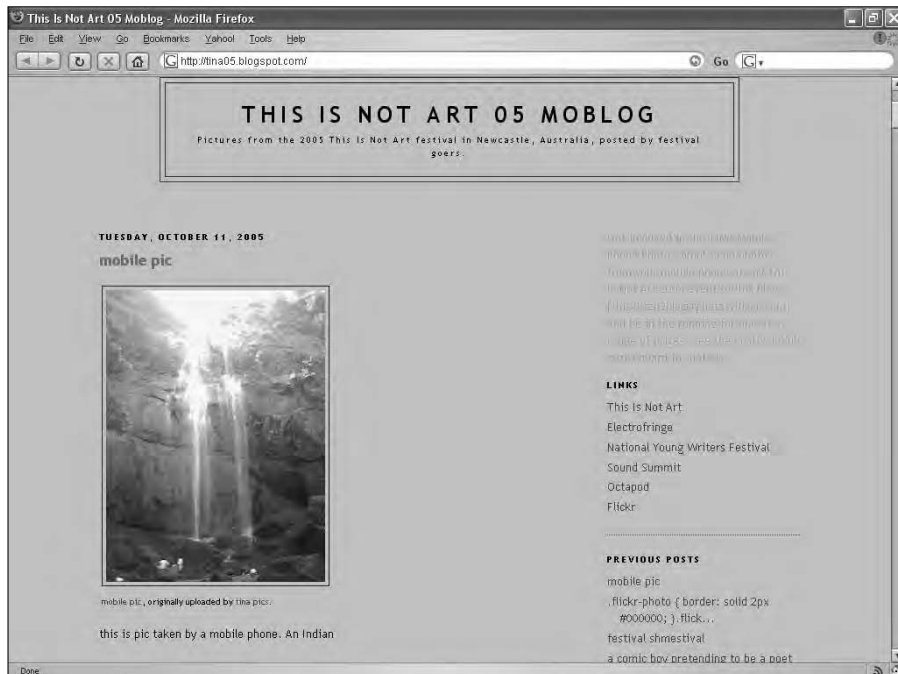 This Is Not Art 05 Moblog - Mozilla Firefox
File Edit View Go Bookmarks Yahoo! Tools Help
http://tina05.blogspot.com/ Go
THIS IS NOT ART 05 MOBLOG
Pictures from the 2005 This Is Not Art festival in Newcastle, Australia, posted by festival
goers.
TUESDAY, OCTOBER 11, 2005
mobile pic
mobile pic, originally uploaded by tina pics.
this is pic taken by a mobile phone. An Indian
LINKS
This Is Not Art
Electrofringe
National Young Writers Festival
Sound Summit
Octapod
Flickr
PREVIOUS POSTS
mobile pic
.flickr-photo { border: solid 2px
#000000; } .flick...
festival shmestival
a comic boy pretending to be a poet
Done